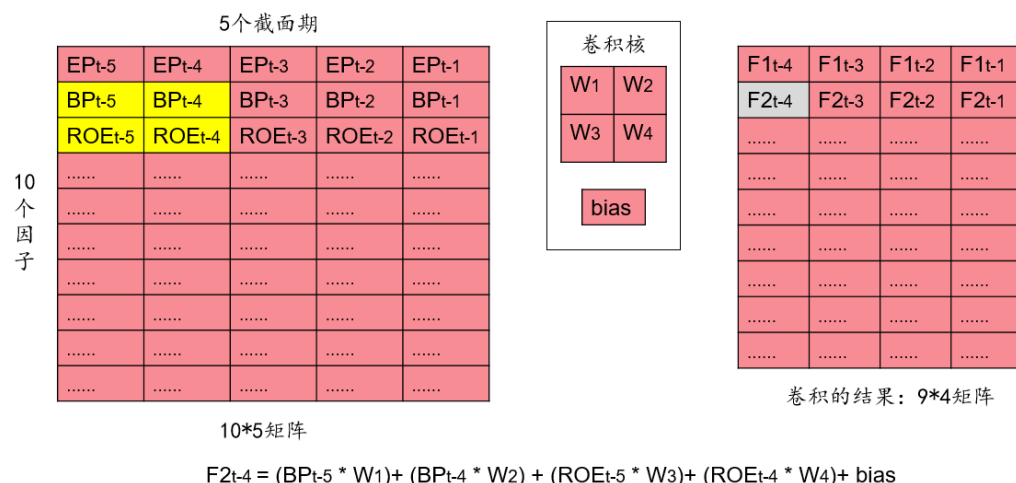 5个截面期
EPt-5 EPt-4 EPt-3 EPt-2 EPt-1
BPt-5 BPt-4 BPt-3 BPt-2 BPt-1
ROEt-5 ROEt-4 ROEt-3 ROEt-2 ROEt-1
...... ...... ...... ...... ......
...... ...... ...... ...... ......
...... ...... ...... ...... ......
...... ...... ...... ...... ......
...... ...... ...... ...... ......
...... ...... ...... ...... ......
...... ...... ...... ...... ......
10个因子
10*5矩阵
卷积核
W1 W2
W3 W4
bias
F1t-4 F1t-3 F1t-2 F1t-1
F2t-4 F2t-3 F2t-2 F2t-1
...... ...... ...... ......
...... ...... ...... ......
...... ...... ...... ......
...... ...... ...... ......
...... ...... ...... ......
...... ...... ...... ......
...... ...... ...... ......
卷积的结果：9*4矩阵
F2t-4 = (BPt-5 * W1)+ (BPt-4 * W2) + (ROEt-5 * W3)+ (ROEt-4 * W4)+ bias